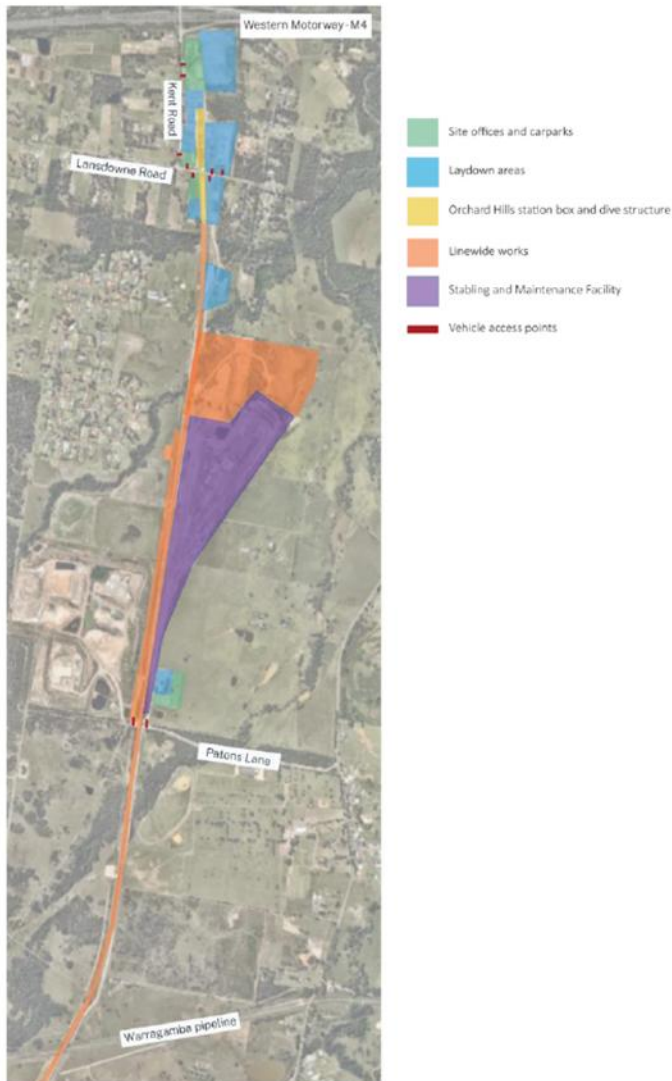 Western Motorway - M4
Kent Road
Lansdowne Road
Patons Lane
Warragamba pipeline
Site offices and carparks
Laydown areas
Orchard Hills station box and dive structure
Linewide works
Stabling and Maintenance Facility
Vehicle access points